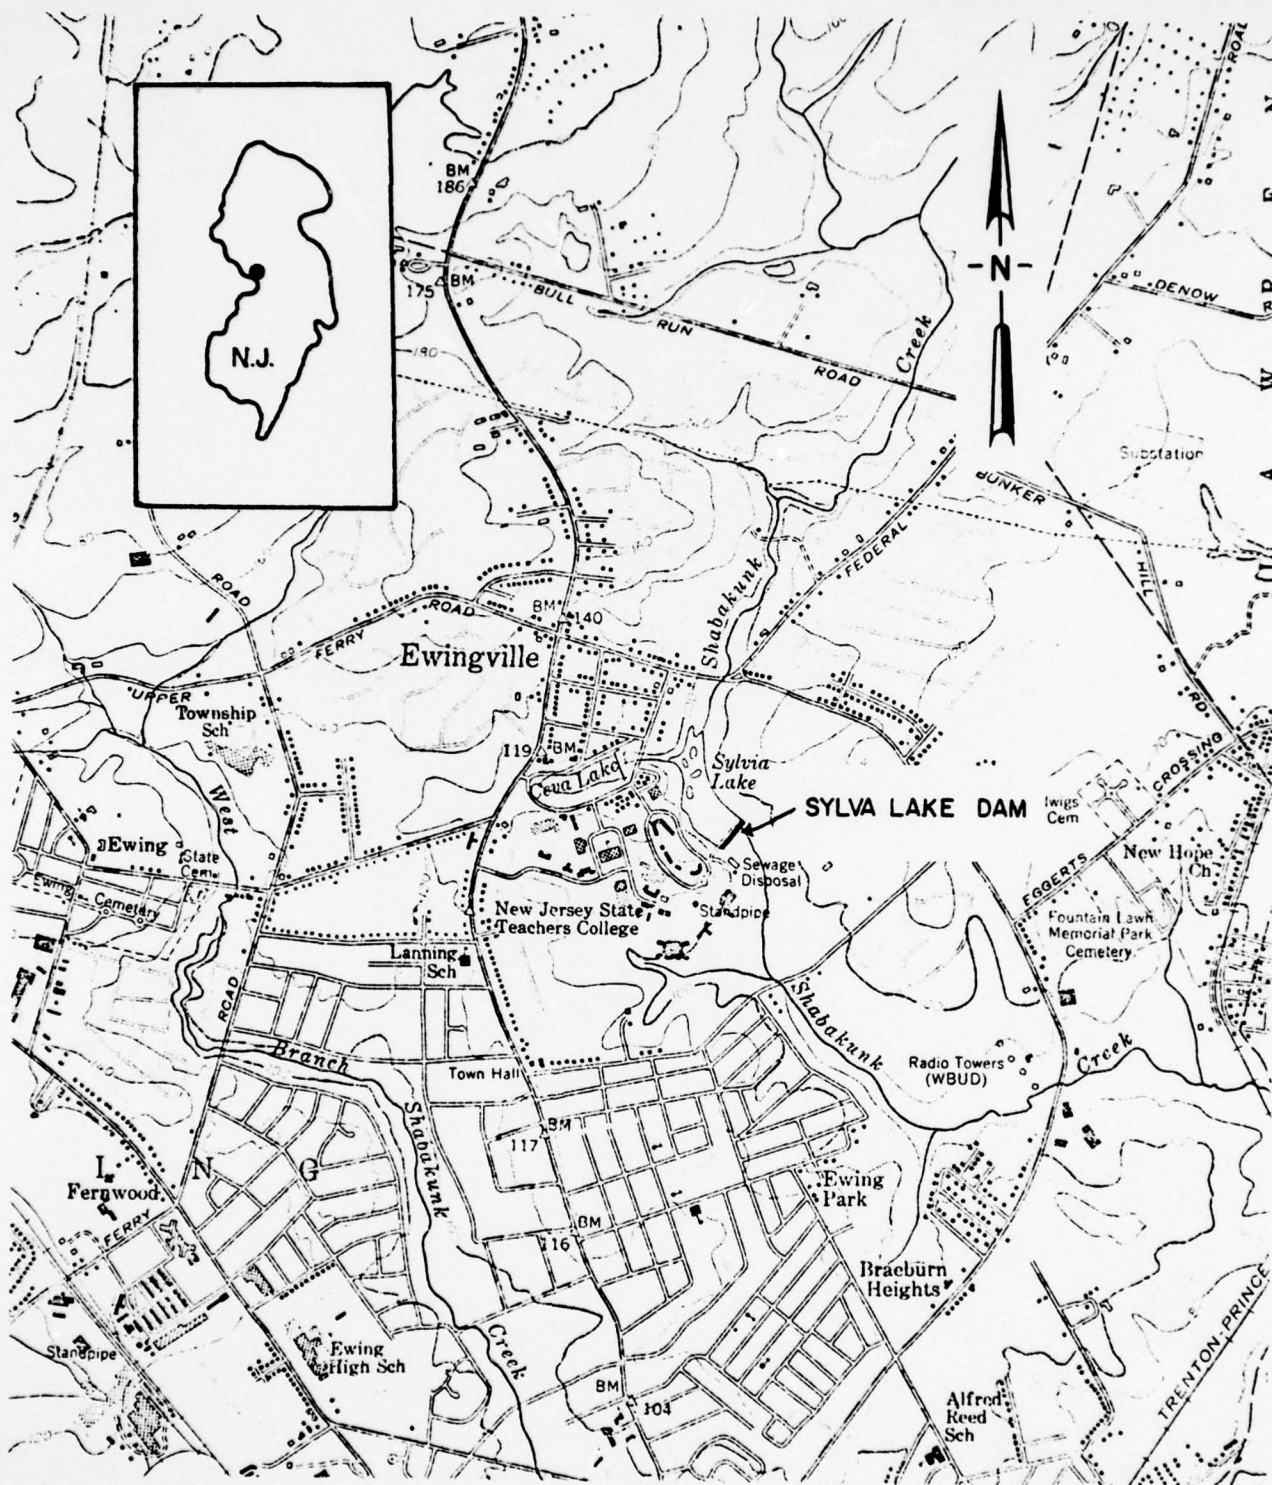 BM
186
N
175
BM
BULL
RUN
ROAD
DENOW
Creek
180
N.J.
Substation
BUNKER
HILL
RD.
FEDERAL
Shabakunk
ROAD
FERRY
ROAD
UPPER
BM
140
Ewingville
Township
Sch
119
BM
Sylvia
Lake
SYLVA LAKE DAM
CROSSING
EGGERTS
Cem
New Hope
Ch
West
Ewing
State
Cem
Ewing
Cemetery
Sewage
Disposal
Standpipe
New Jersey State
Teachers College
Fountain Lawn
Memorial Park
Cemetery
Lanning
Sch
ROAD
Branch
Shabakunk
Town Hall
Shabakunk
Creek
Radio Towers
(WBUD)
BM
117
I N G
Fernwood
FERRY
BM
116
Ewing
Park
Braeburn
Heights
Standpipe
Ewing
High Sch
Creek
BM
104
Alfred
Reed
Sch
TRENTON-PRINCE
L A W R E N